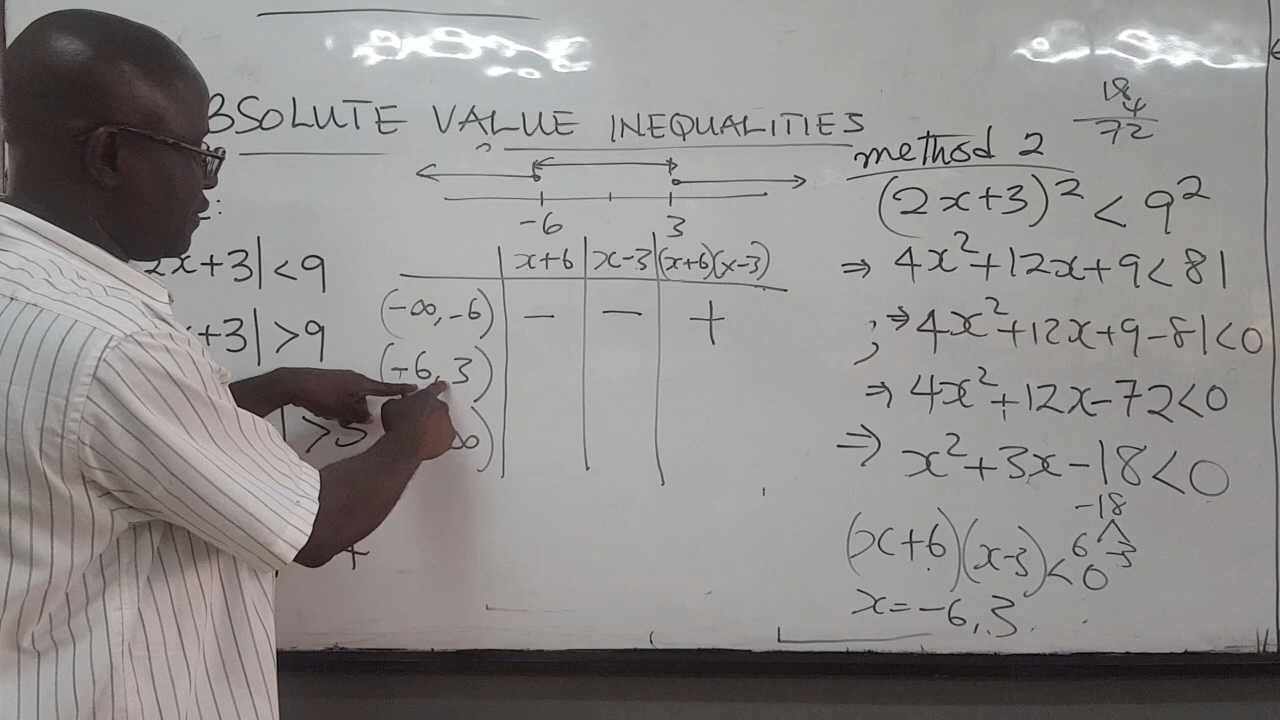 BSOLUTE VALUE INEQUALITIES
2x+3| < 9
+3| > 9
| > 5
+
-6 3
x+6 x-3 (x+6)(x-3)
(-∞,-6) - - +
(-6,3)
∞)
18
4
72
method 2
(2x+3)² < 9²
⇒ 4x²+12x+9 < 81
⇒ 4x²+12x+9-81<0
⇒ 4x²+12x-72<0
⇒ x²+3x-18<0
-18
6 -3
(x+6)(x-3)<0
x=-6,3